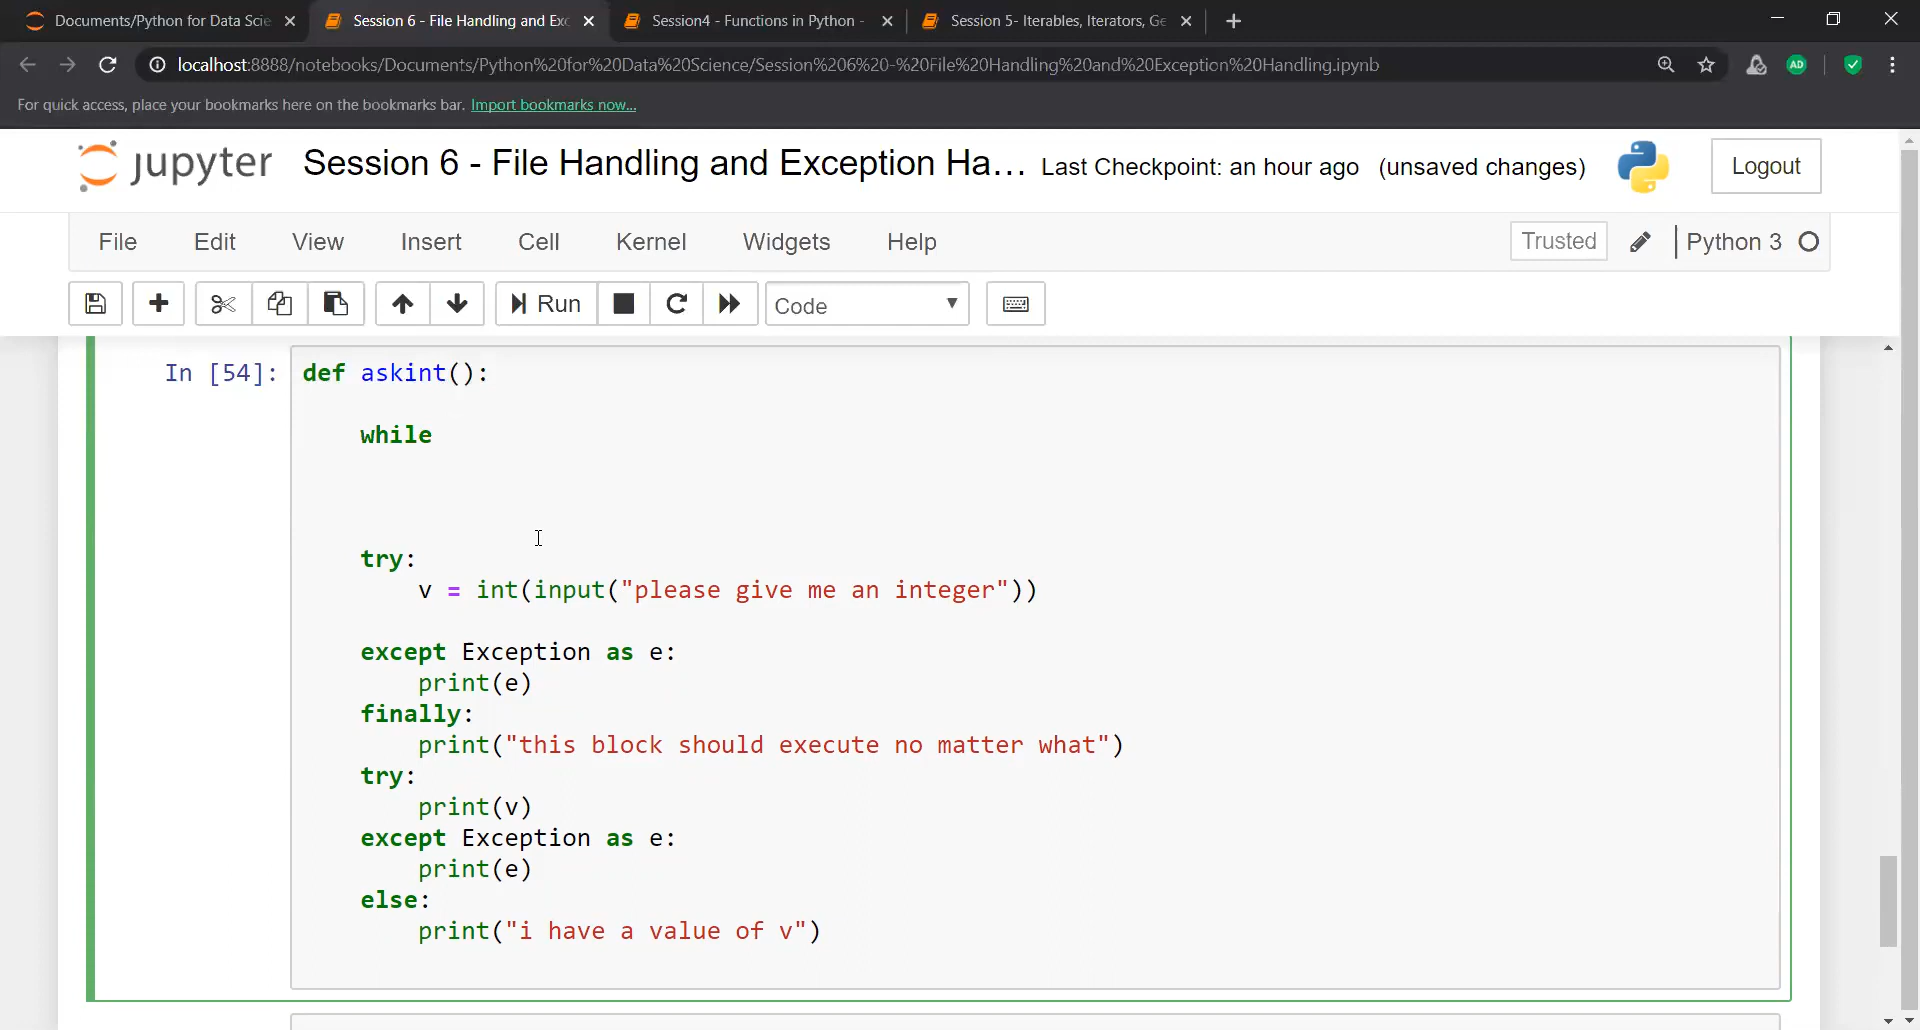 Documents/Python for Data Scie
Session 6 - File Handling and Exc
Session4 - Functions in Python -
Session 5- Iterables, Iterators, Ge
localhost:8888/notebooks/Documents/Python%20for%20Data%20Science/Session%206%20-%20File%20Handling%20and%20Exception%20Handling.ipynb
AD
For quick access, place your bookmarks here on the bookmarks bar. Import bookmarks now...
jupyter Session 6 - File Handling and Exception Ha... Last Checkpoint: an hour ago (unsaved changes) Logout
File Edit View Insert Cell Kernel Widgets Help Trusted Python 3
Run Code
In [54]: def askint():
while
try:
v = int(input("please give me an integer"))
except Exception as e:
print(e)
finally:
print("this block should execute no matter what")
try:
print(v)
except Exception as e:
print(e)
else:
print("i have a value of v")